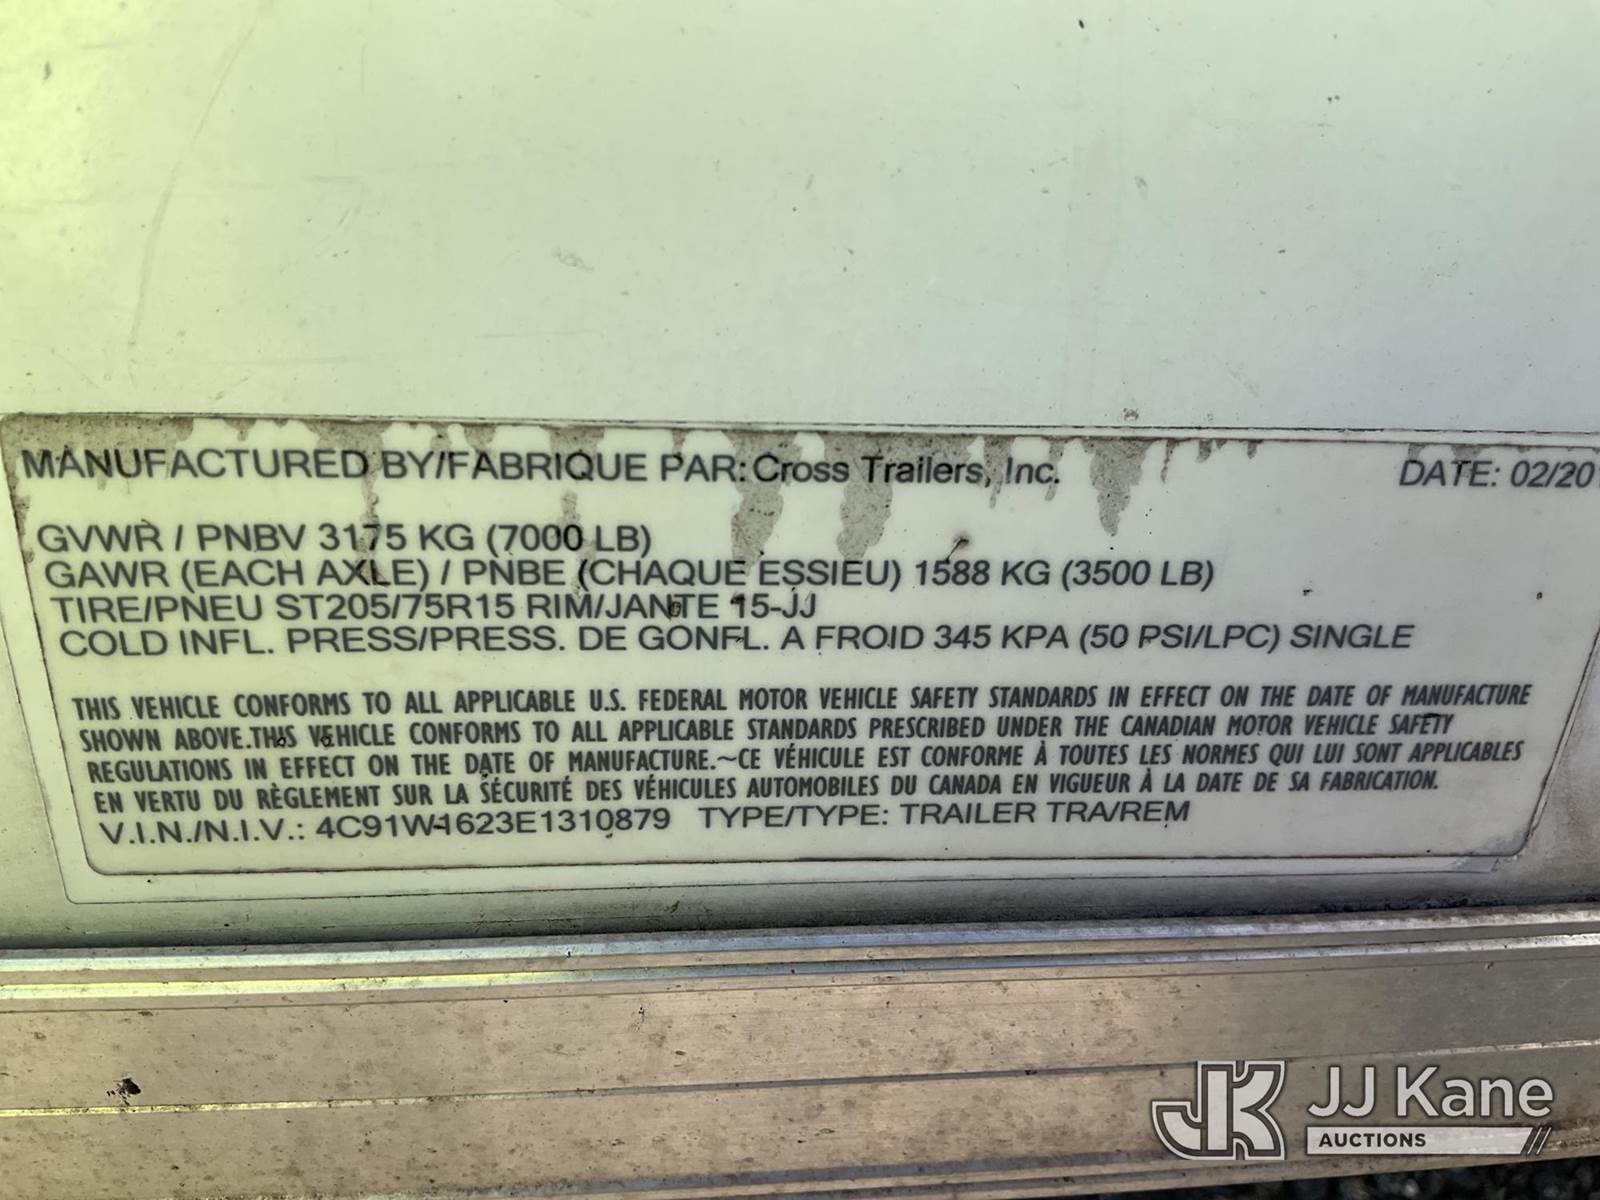 MANUFACTURED BY/FABRIQUE PAR: Cross Trailers, Inc. DATE: 02/201
GVWR / PNBV 3175 KG (7000 LB)
GAWR (EACH AXLE) / PNBE (CHAQUE ESSIEU) 1588 KG (3500 LB)
TIRE/PNEU ST205/75R15 RIM/JANTE 15-JJ
COLD INFL. PRESS/PRESS. DE GONFL. A FROID 345 KPA (50 PSI/LPC) SINGLE
THIS VEHICLE CONFORMS TO ALL APPLICABLE U.S. FEDERAL MOTOR VEHICLE SAFETY STANDARDS IN EFFECT ON THE DATE OF MANUFACTURE
SHOWN ABOVE.THIS VEHICLE CONFORMS TO ALL APPLICABLE STANDARDS PRESCRIBED UNDER THE CANADIAN MOTOR VEHICLE SAFETY
REGULATIONS IN EFFECT ON THE DATE OF MANUFACTURE.~CE VÉHICULE EST CONFORME À TOUTES LES NORMES QUI LUI SONT APPLICABLES
EN VERTU DU RÈGLEMENT SUR LA SÉCURITÉ DES VÉHICULES AUTOMOBILES DU CANADA EN VIGUEUR À LA DATE DE SA FABRICATION.
V.I.N./N.I.V.: 4C91W1623E1310879 TYPE/TYPE: TRAILER TRA/REM
JK JJ Kane
AUCTIONS